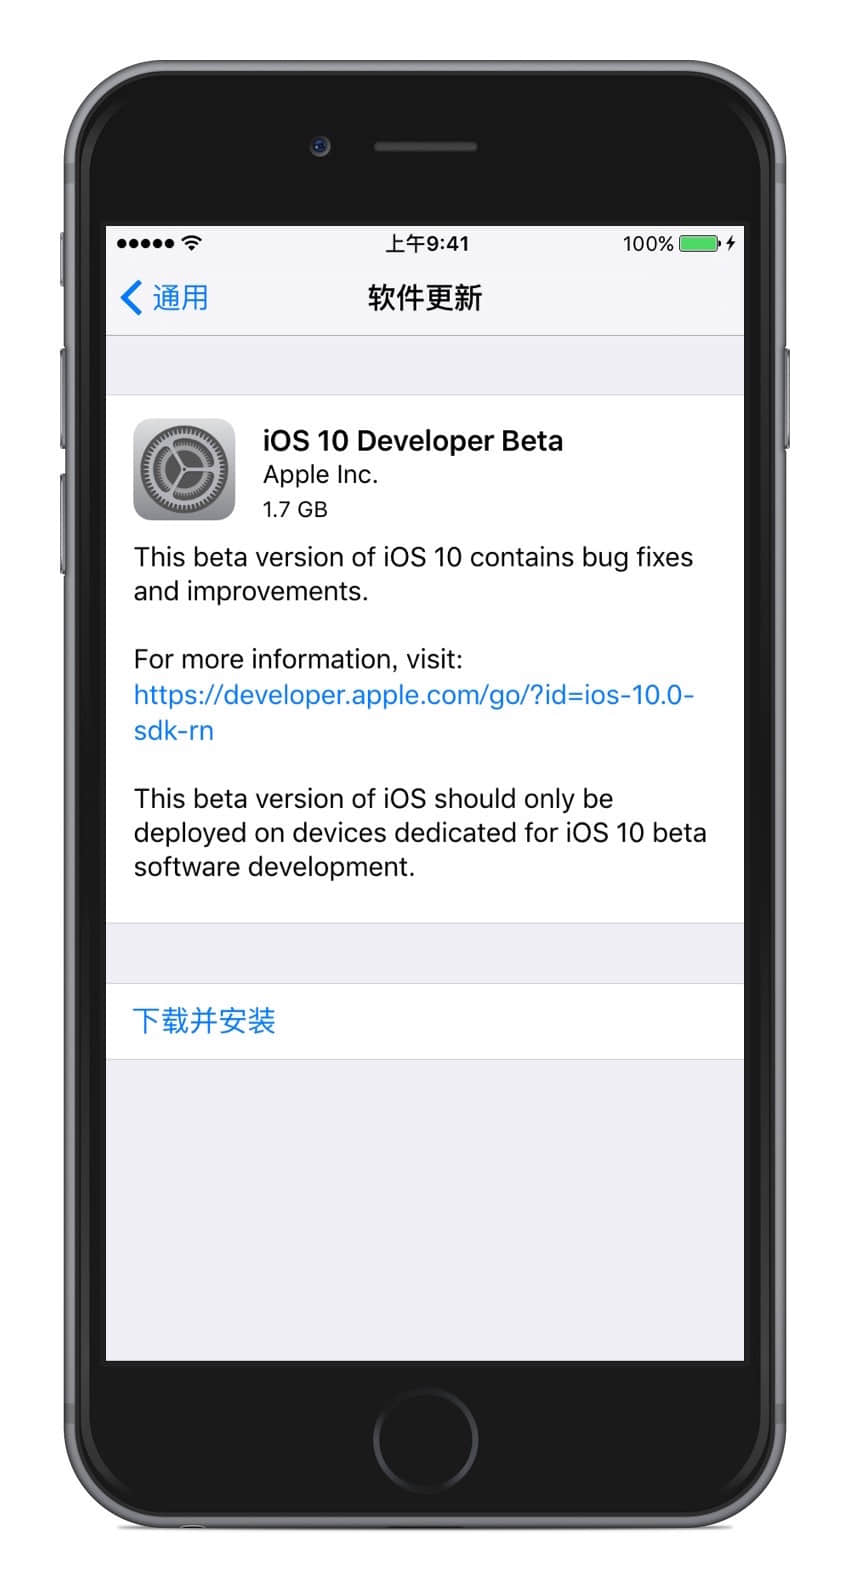 上午9:41
100%
通用
软件更新
iOS 10 Developer Beta
Apple Inc.
1.7 GB
This beta version of iOS 10 contains bug fixes
and improvements.
For more information, visit:
https://developer.apple.com/go/?id=ios-10.0-
sdk-rn
This beta version of iOS should only be
deployed on devices dedicated for iOS 10 beta
software development.
下载并安装